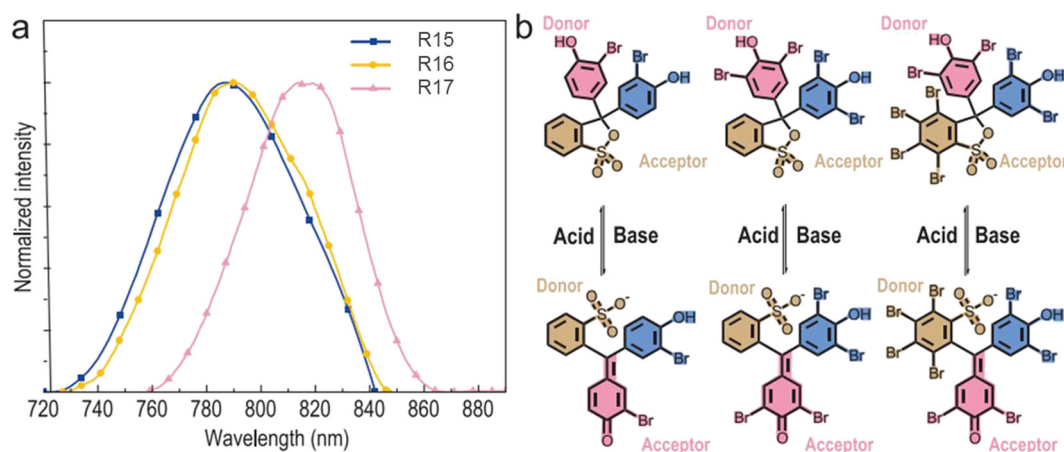 a
R15
R16
R17
Normalized intensity
720 740 760 780 800 820 840 860 880
Wavelength (nm)
b
Donor
HO
Br
Br
OH
O
S
O
O
Acceptor
Donor
HO
Br
Br
Br
OH
Br
O
S
O
O
Acceptor
Donor
HO
Br
Br
Br
OH
Br
Br
Br
Br
Br
O
S
O
O
Acceptor
Acid Base
Acid Base
Acid Base
Donor
O
O-
S
O
OH
Br
Br
O
Acceptor
Donor
O
O-
S
O
Br
OH
Br
Br
Br
O
Acceptor
Donor
Br
O
O-
S
O
Br
Br
OH
Br
Br
Br
Br
Br
O
Acceptor